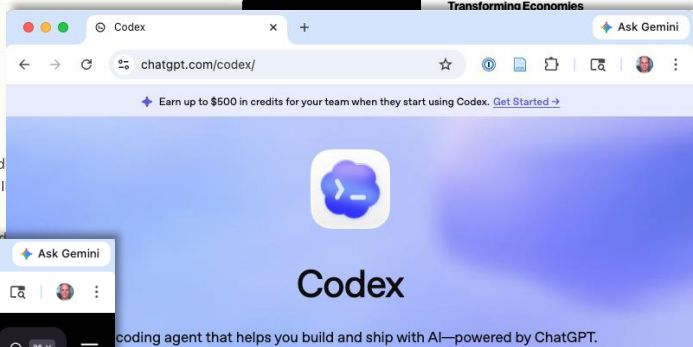 Transforming Economies
Codex
Ask Gemini
chatgpt.com/codex/
Earn up to $500 in credits for your team when they start using Codex. Get Started →
Codex
Ask Gemini
coding agent that helps you build and ship with AI—powered by ChatGPT.